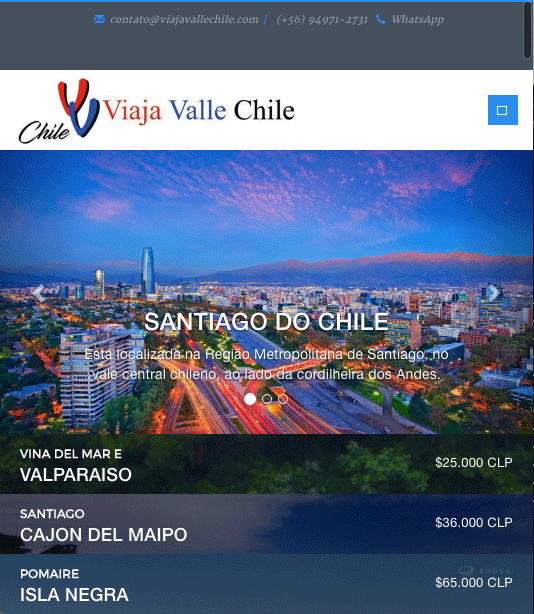 contato@viajavallechile.com | (+56) 94971-2731 WhatsApp
Chile Viaja Valle Chile
SANTIAGO DO CHILE
Está localizada na Região Metropolitana de Santiago, no
vale central chileno, ao lado da cordilheira dos Andes.
VINA DEL MAR E
VALPARAISO
$25.000 CLP
SANTIAGO
CAJON DEL MAIPO
$36.000 CLP
POMAIRE
ISLA NEGRA
$65.000 CLP